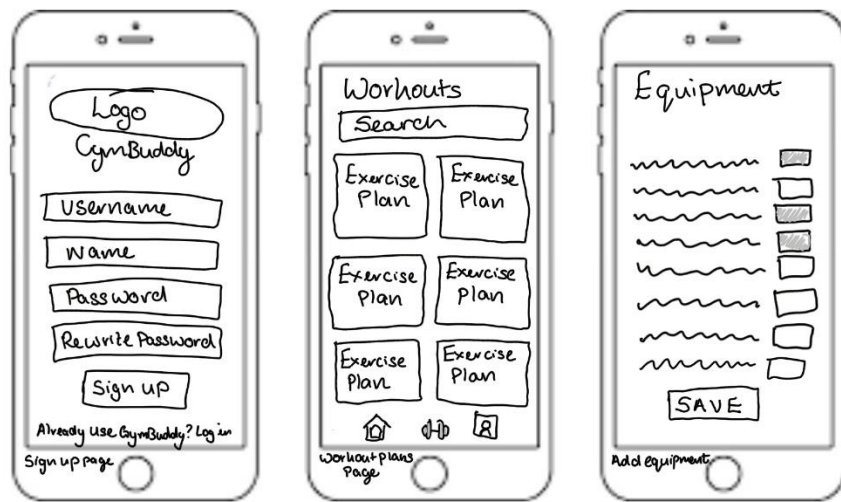 Logo
GymBuddy
Username
Name
Password
Rewrite Password
Sign up
Already use GymBuddy? Log in
Sign up page
Workouts
Search
Exercise
Plan
Exercise
Plan
Exercise
Plan
Exercise
Plan
Exercise
Plan
Exercise
Plan
Workout plans
Page
Equipment
SAVE
Add equipment